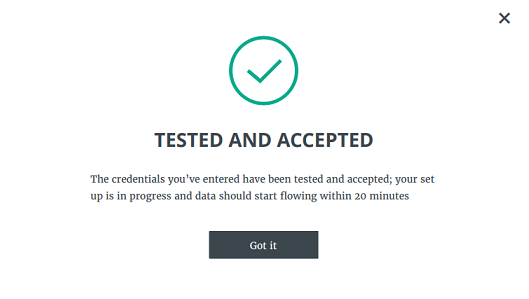 TESTED AND ACCEPTED
The credentials you've entered have been tested and accepted; your set
up is in progress and data should start flowing within 20 minutes
Got it